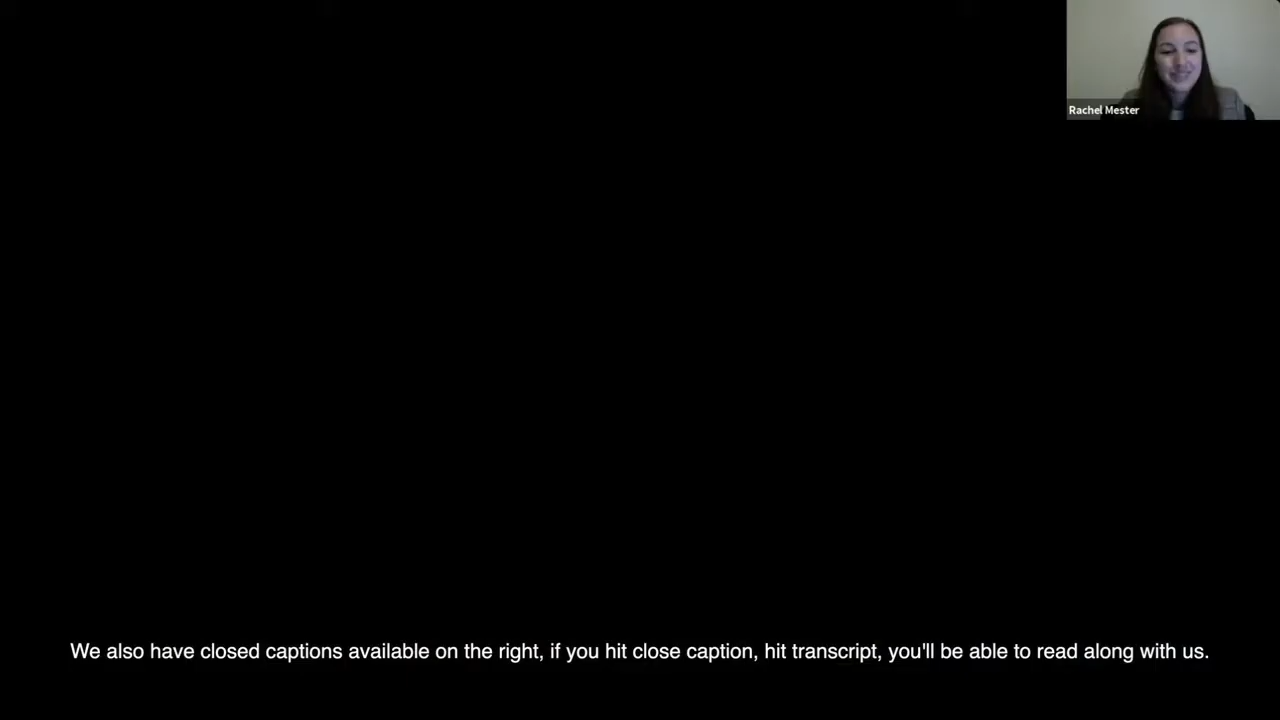 Rachel Mester
We also have closed captions available on the right, if you hit close caption, hit transcript, you'll be able to read along with us.